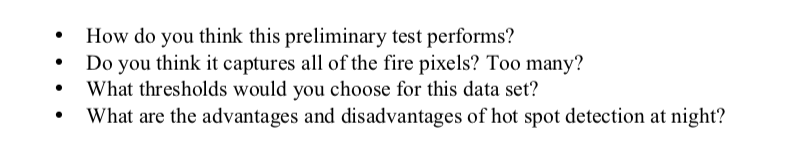 • How do you think this preliminary test performs?
• Do you think it captures all of the fire pixels? Too many?
• What thresholds would you choose for this data set?
• What are the advantages and disadvantages of hot spot detection at night?